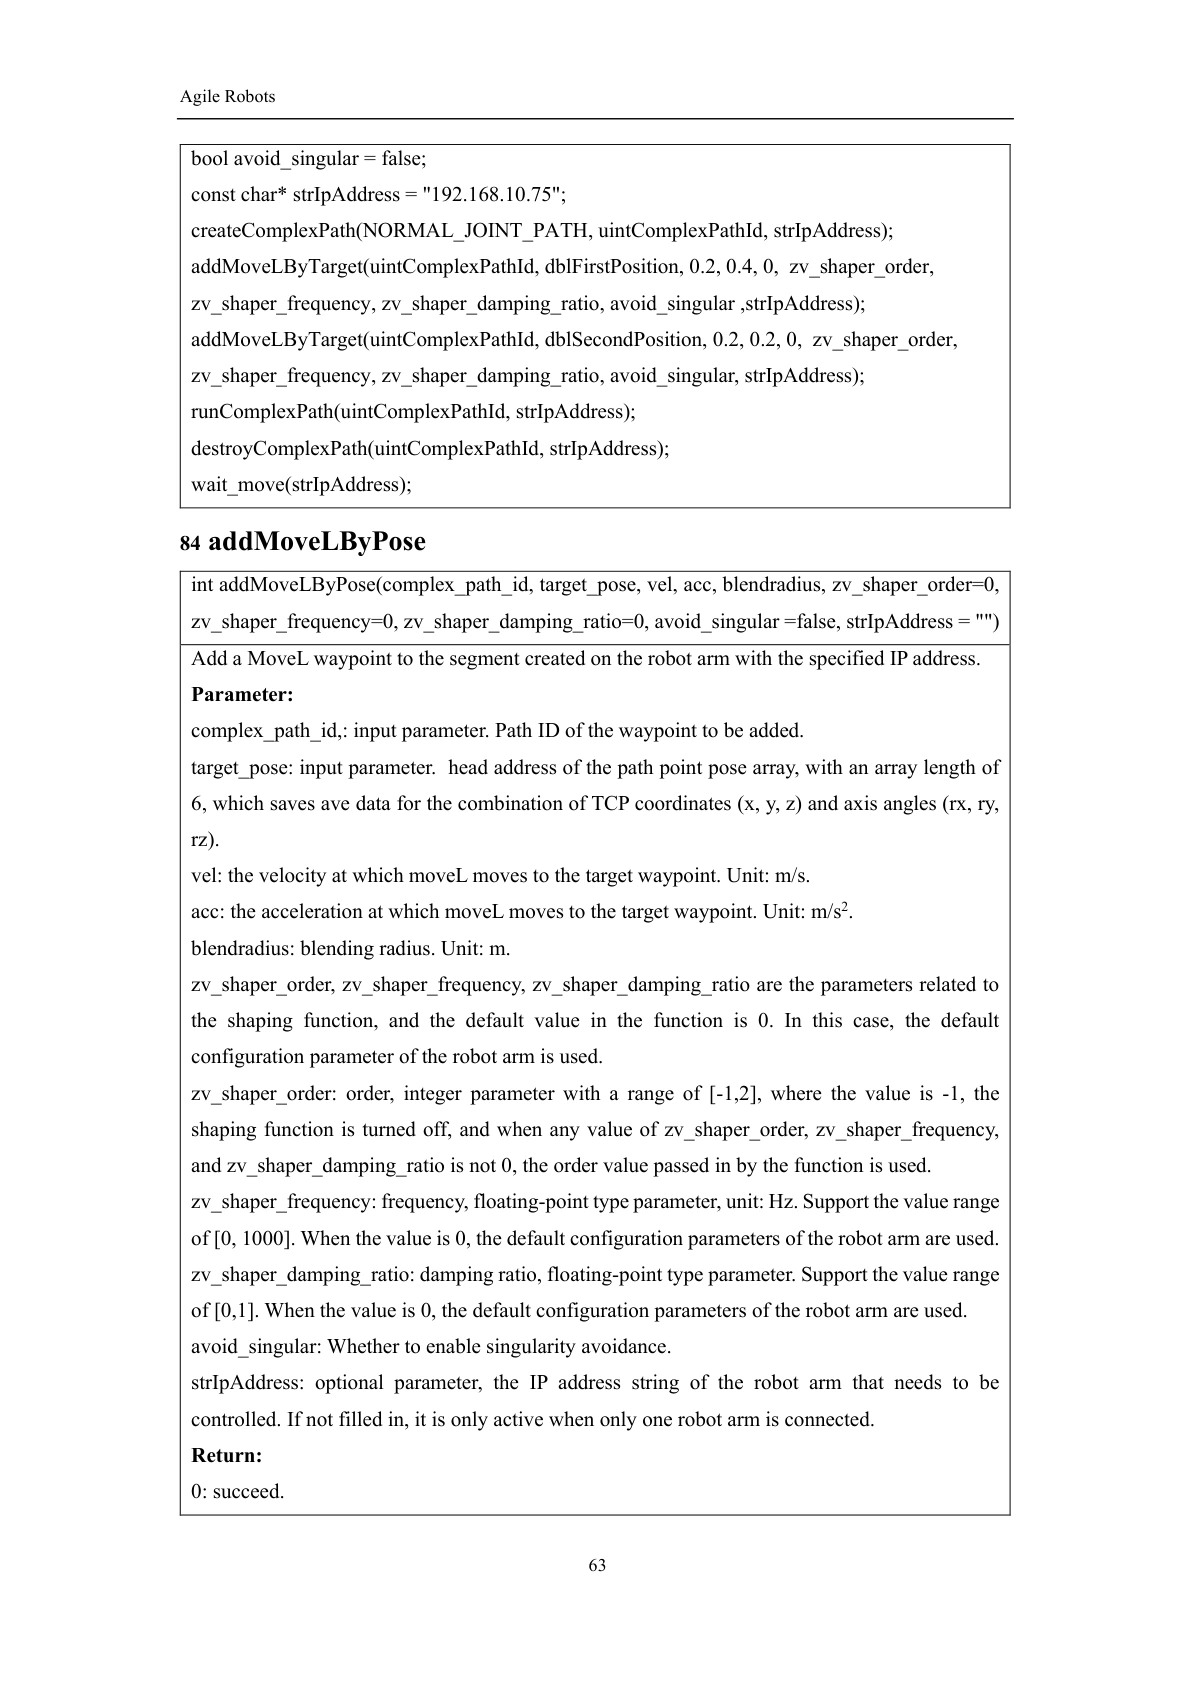 Agile Robots
bool avoid_singular = false;
const char* strIpAddress = "192.168.10.75";
createComplexPath(NORMAL_JOINT_PATH, uintComplexPathId, strIpAddress);
addMoveLByTarget(uintComplexPathId, dblFirstPosition, 0.2, 0.4, 0,  zv_shaper_order,
zv_shaper_frequency, zv_shaper_damping_ratio, avoid_singular ,strIpAddress);
addMoveLByTarget(uintComplexPathId, dblSecondPosition, 0.2, 0.2, 0,  zv_shaper_order,
zv_shaper_frequency, zv_shaper_damping_ratio, avoid_singular, strIpAddress);
runComplexPath(uintComplexPathId, strIpAddress);
destroyComplexPath(uintComplexPathId, strIpAddress);
wait_move(strIpAddress);
84 addMoveLByPose
int addMoveLByPose(complex_path_id, target_pose, vel, acc, blendradius, zv_shaper_order=0,
zv_shaper_frequency=0, zv_shaper_damping_ratio=0, avoid_singular =false, strIpAddress = "")
Add a MoveL waypoint to the segment created on the robot arm with the specified IP address.
Parameter:
complex_path_id,: input parameter. Path ID of the waypoint to be added.
target_pose: input parameter.  head address of the path point pose array, with an array length of
6, which saves ave data for the combination of TCP coordinates (x, y, z) and axis angles (rx, ry,
rz).
vel: the velocity at which moveL moves to the target waypoint. Unit: m/s.
acc: the acceleration at which moveL moves to the target waypoint. Unit: m/s².
blendradius: blending radius. Unit: m.
zv_shaper_order, zv_shaper_frequency, zv_shaper_damping_ratio are the parameters related to
the shaping function, and the default value in the function is 0. In this case, the default
configuration parameter of the robot arm is used.
zv_shaper_order: order, integer parameter with a range of [-1,2], where the value is -1, the
shaping function is turned off, and when any value of zv_shaper_order, zv_shaper_frequency,
and zv_shaper_damping_ratio is not 0, the order value passed in by the function is used.
zv_shaper_frequency: frequency, floating-point type parameter, unit: Hz. Support the value range
of [0, 1000]. When the value is 0, the default configuration parameters of the robot arm are used.
zv_shaper_damping_ratio: damping ratio, floating-point type parameter. Support the value range
of [0,1]. When the value is 0, the default configuration parameters of the robot arm are used.
avoid_singular: Whether to enable singularity avoidance.
strIpAddress: optional parameter, the IP address string of the robot arm that needs to be
controlled. If not filled in, it is only active when only one robot arm is connected.
Return:
0: succeed.
63